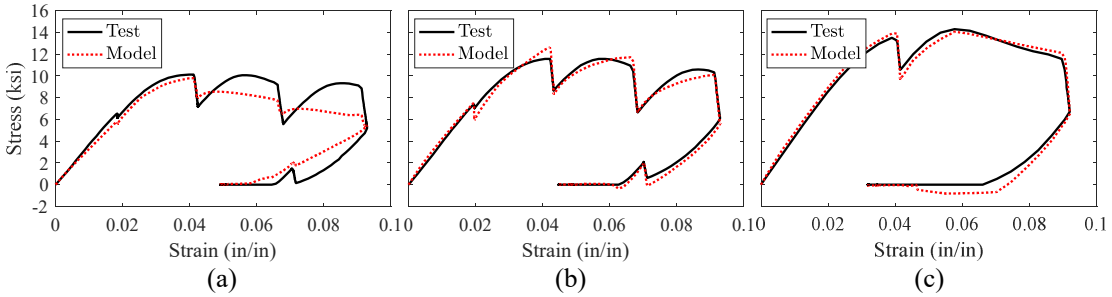 Stress (ksi)
16
14
12
10
8
6
4
2
0
-2
Test
Model
0
0.02
0.04
0.06
0.08
0.1
Strain (in/in)
(a)
Test
Model
0
0.02
0.04
0.06
0.08
0.1
Strain (in/in)
(b)
Test
Model
0
0.02
0.04
0.06
0.08
0.1
Strain (in/in)
(c)